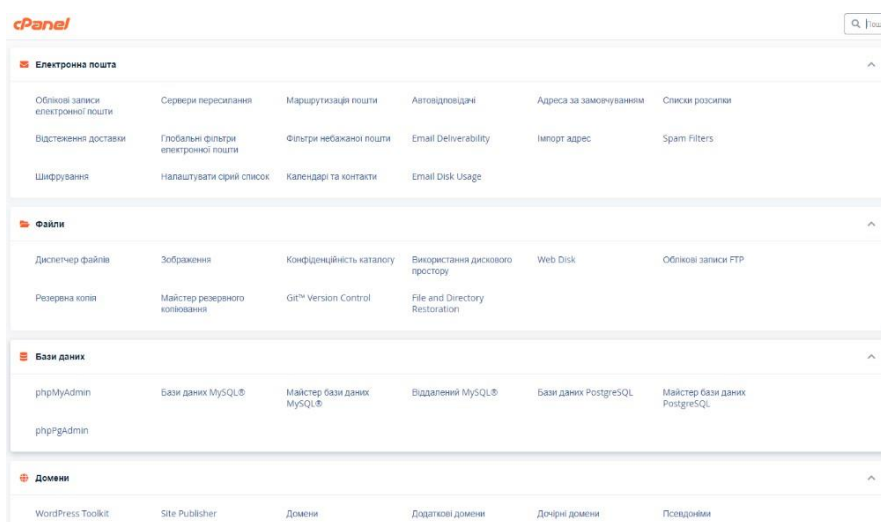 cPanel
Пош
Електронна пошта
Облікові записи
електронної пошти
Сервери пересилання
Маршрутизація пошти
Автовідповідачі
Адреса за замовчуванням
Списки розсилки
Відстеження доставки
Глобальні фільтри
електронної пошти
Фільтри небажаної пошти
Email Deliverability
Імпорт адрес
Spam Filters
Шифрування
Налаштувати сірий список
Календарі та контакти
Email Disk Usage
Файли
Диспетчер файлів
Зображення
Конфіденційність каталогу
Використання дискового
простору
Web Disk
Облікові записи FTP
Резервна копія
Майстер резервного
копіювання
Git™ Version Control
File and Directory
Restoration
Бази даних
phpMyAdmin
Бази даних MySQL®
Майстер бази даних
MySQL®
Віддалений MySQL®
Бази даних PostgreSQL
Майстер бази даних
PostgreSQL
phpPgAdmin
Домени
WordPress Toolkit
Site Publisher
Домени
Додаткові домени
Дочірні домени
Псевдоніми